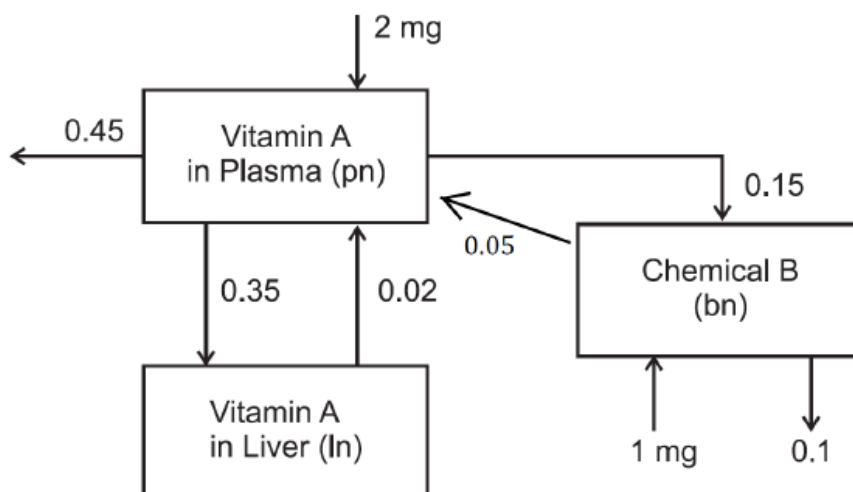 2 mg
0.45
Vitamin A
in Plasma (pn)
0.15
0.05
0.35
0.02
Chemical B
(bn)
Vitamin A
in Liver (ln)
1 mg
0.1